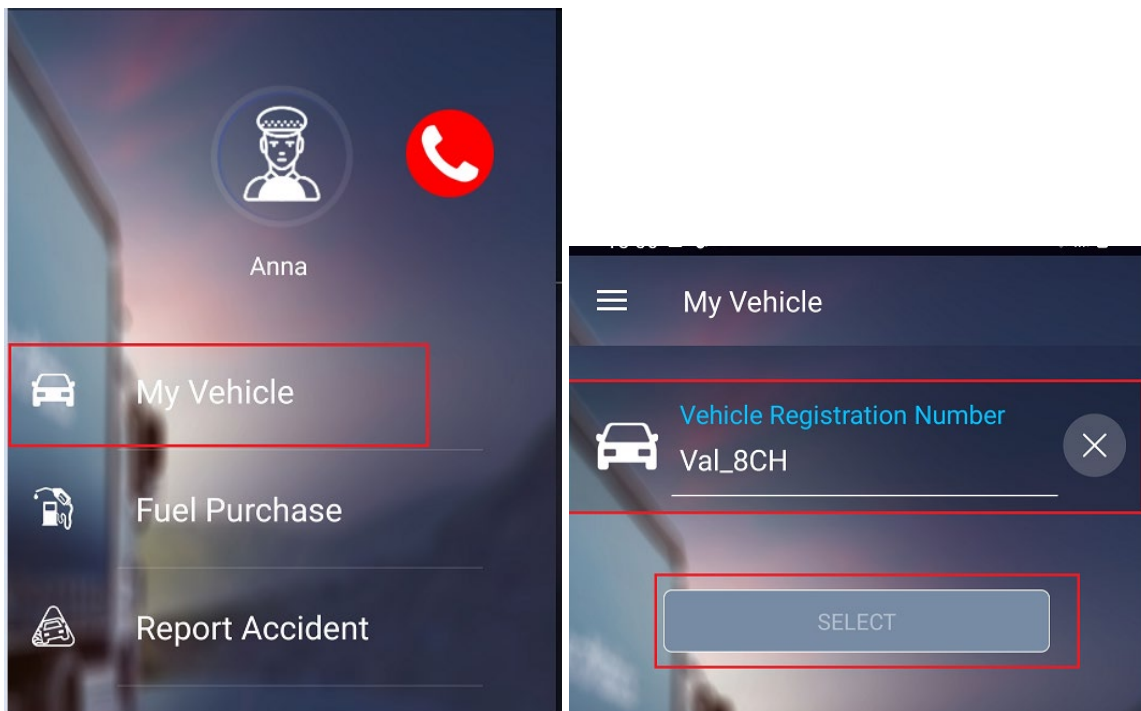 Anna
My Vehicle
Fuel Purchase
Report Accident
My Vehicle
Vehicle Registration Number
Val_8CH
SELECT